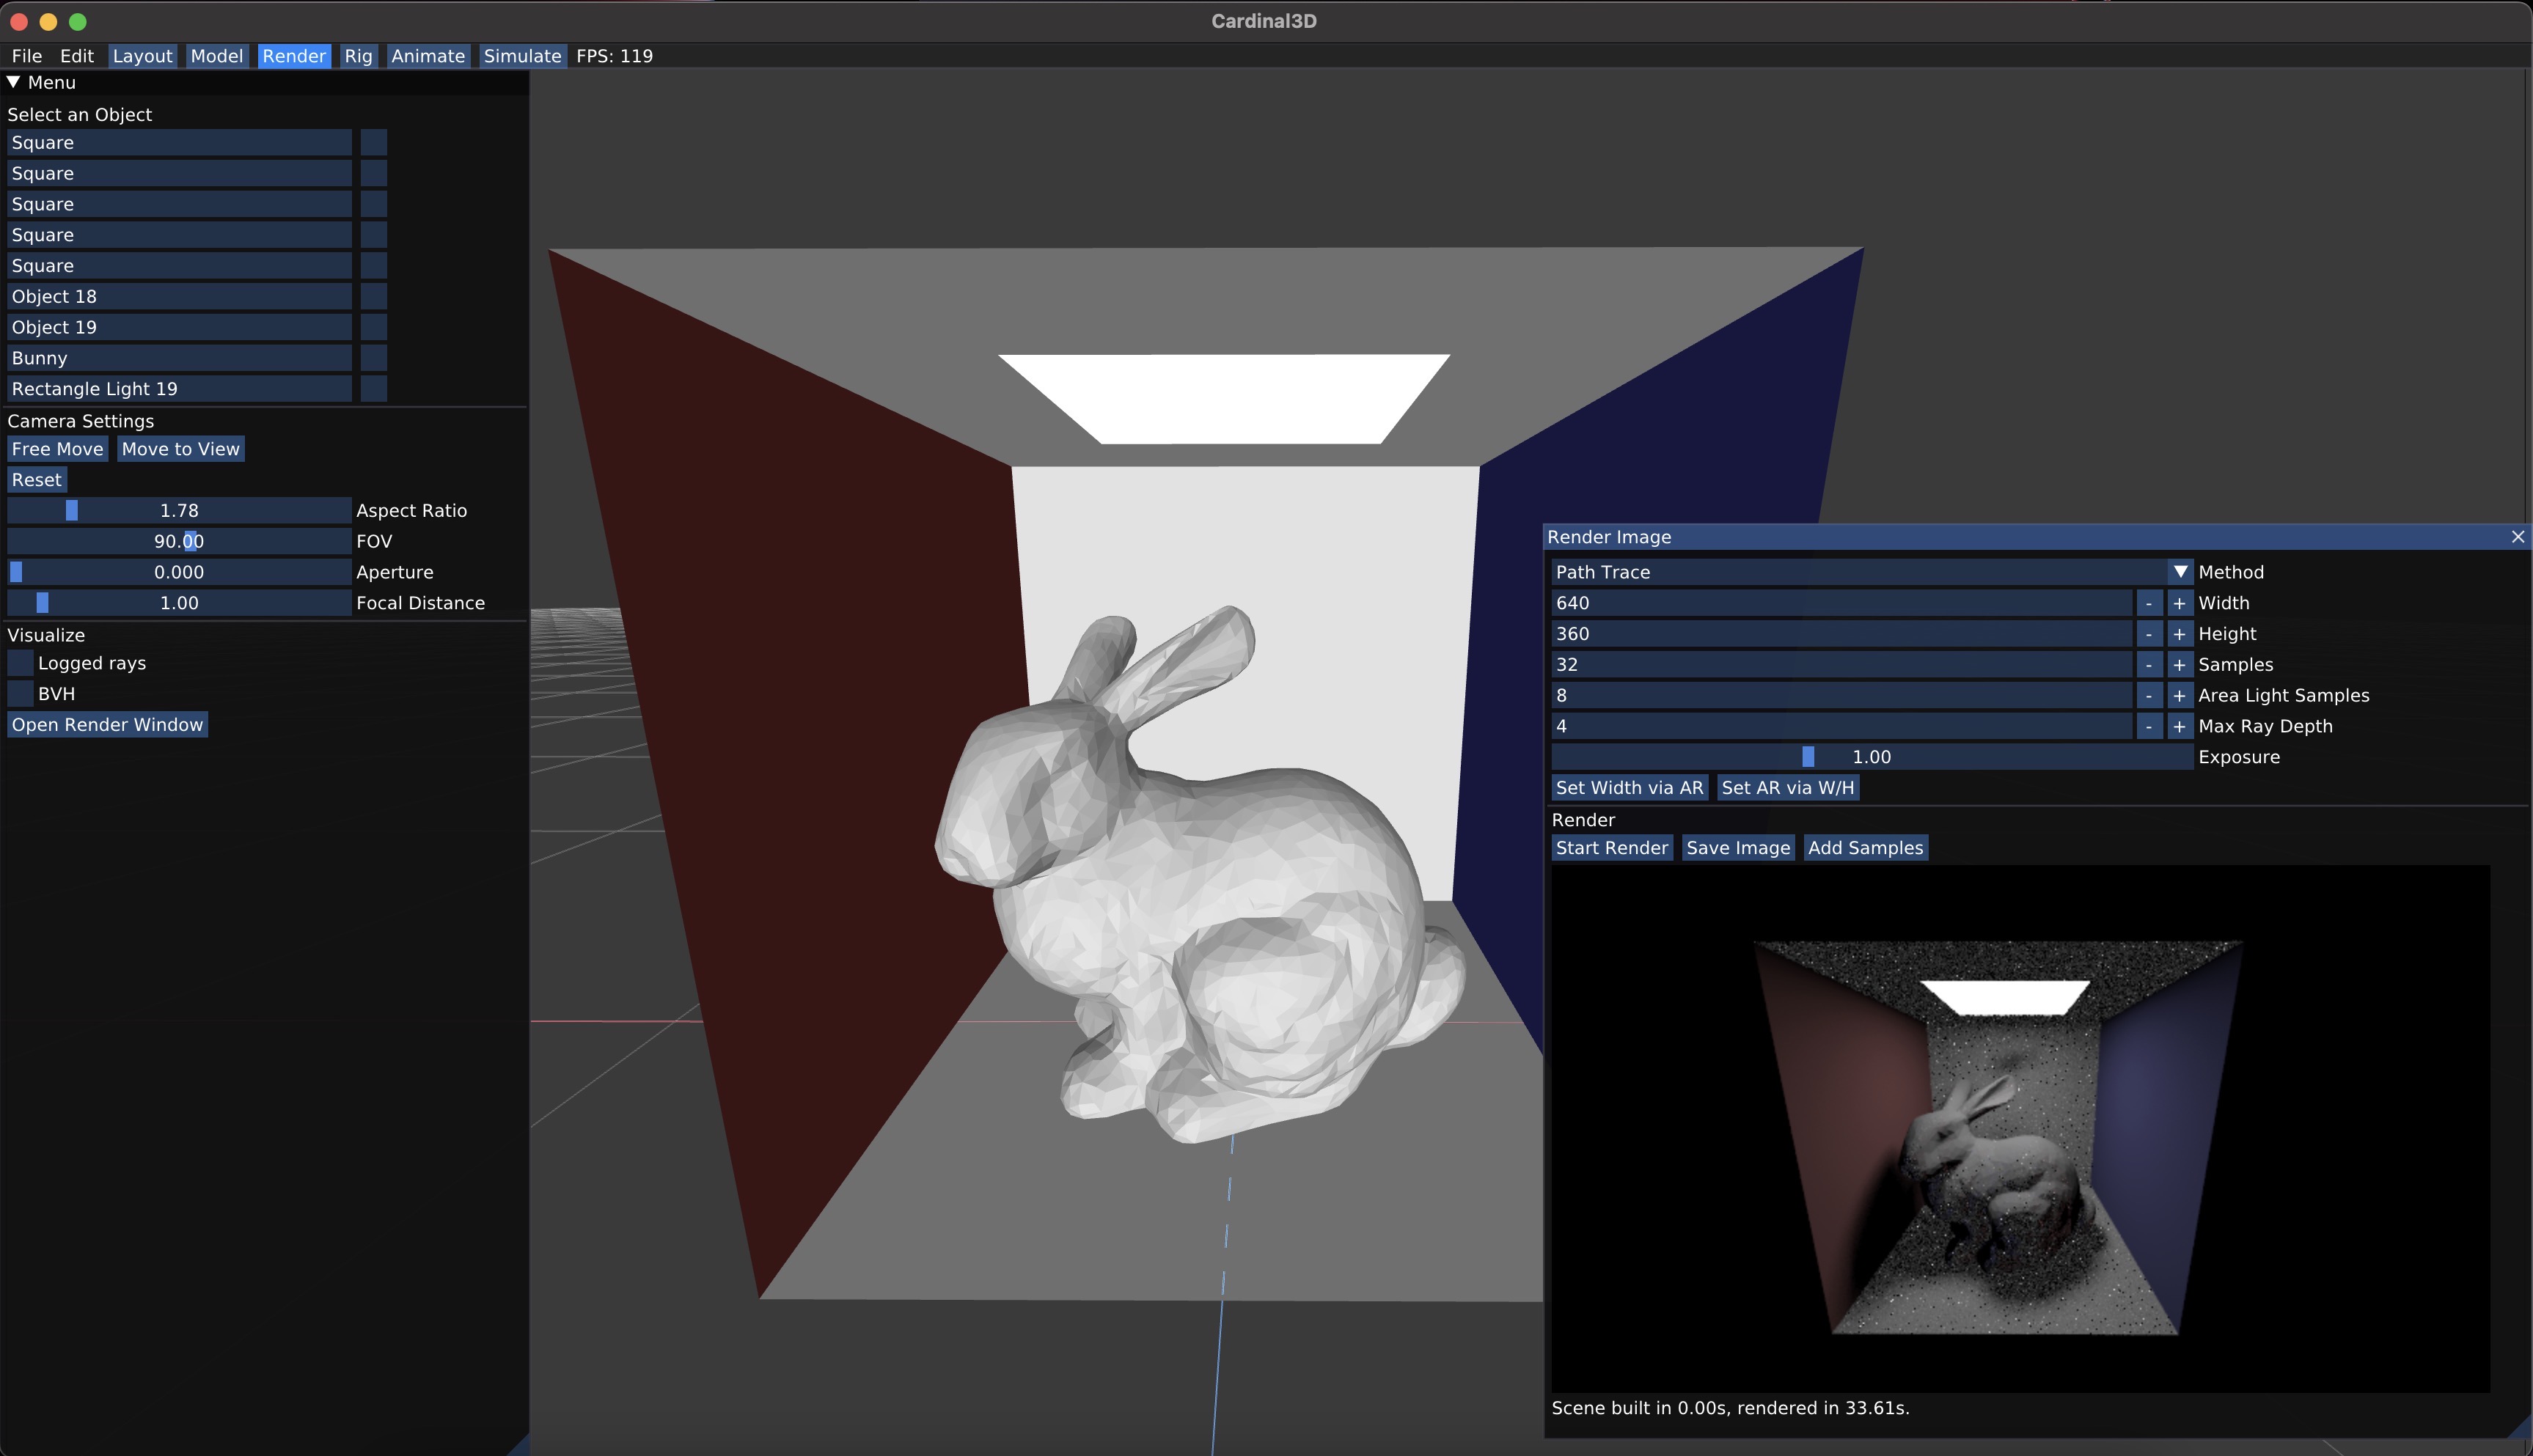 Cardinal3D
File Edit Layout Model Render Rig Animate Simulate FPS: 119
Menu
Select an Object
Square
Square
Square
Square
Square
Object 18
Object 19
Bunny
Rectangle Light 19
Camera Settings
Free Move Move to View
Reset
1.78 Aspect Ratio
90.00 FOV
0.000 Aperture
1.00 Focal Distance
Visualize
Logged rays
BVH
Open Render Window
Render Image
Path Trace Method
640 - + Width
360 - + Height
32 - + Samples
8 - + Area Light Samples
4 - + Max Ray Depth
1.00 Exposure
Set Width via AR Set AR via W/H
Render
Start Render Save Image Add Samples
Scene built in 0.00s, rendered in 33.61s.